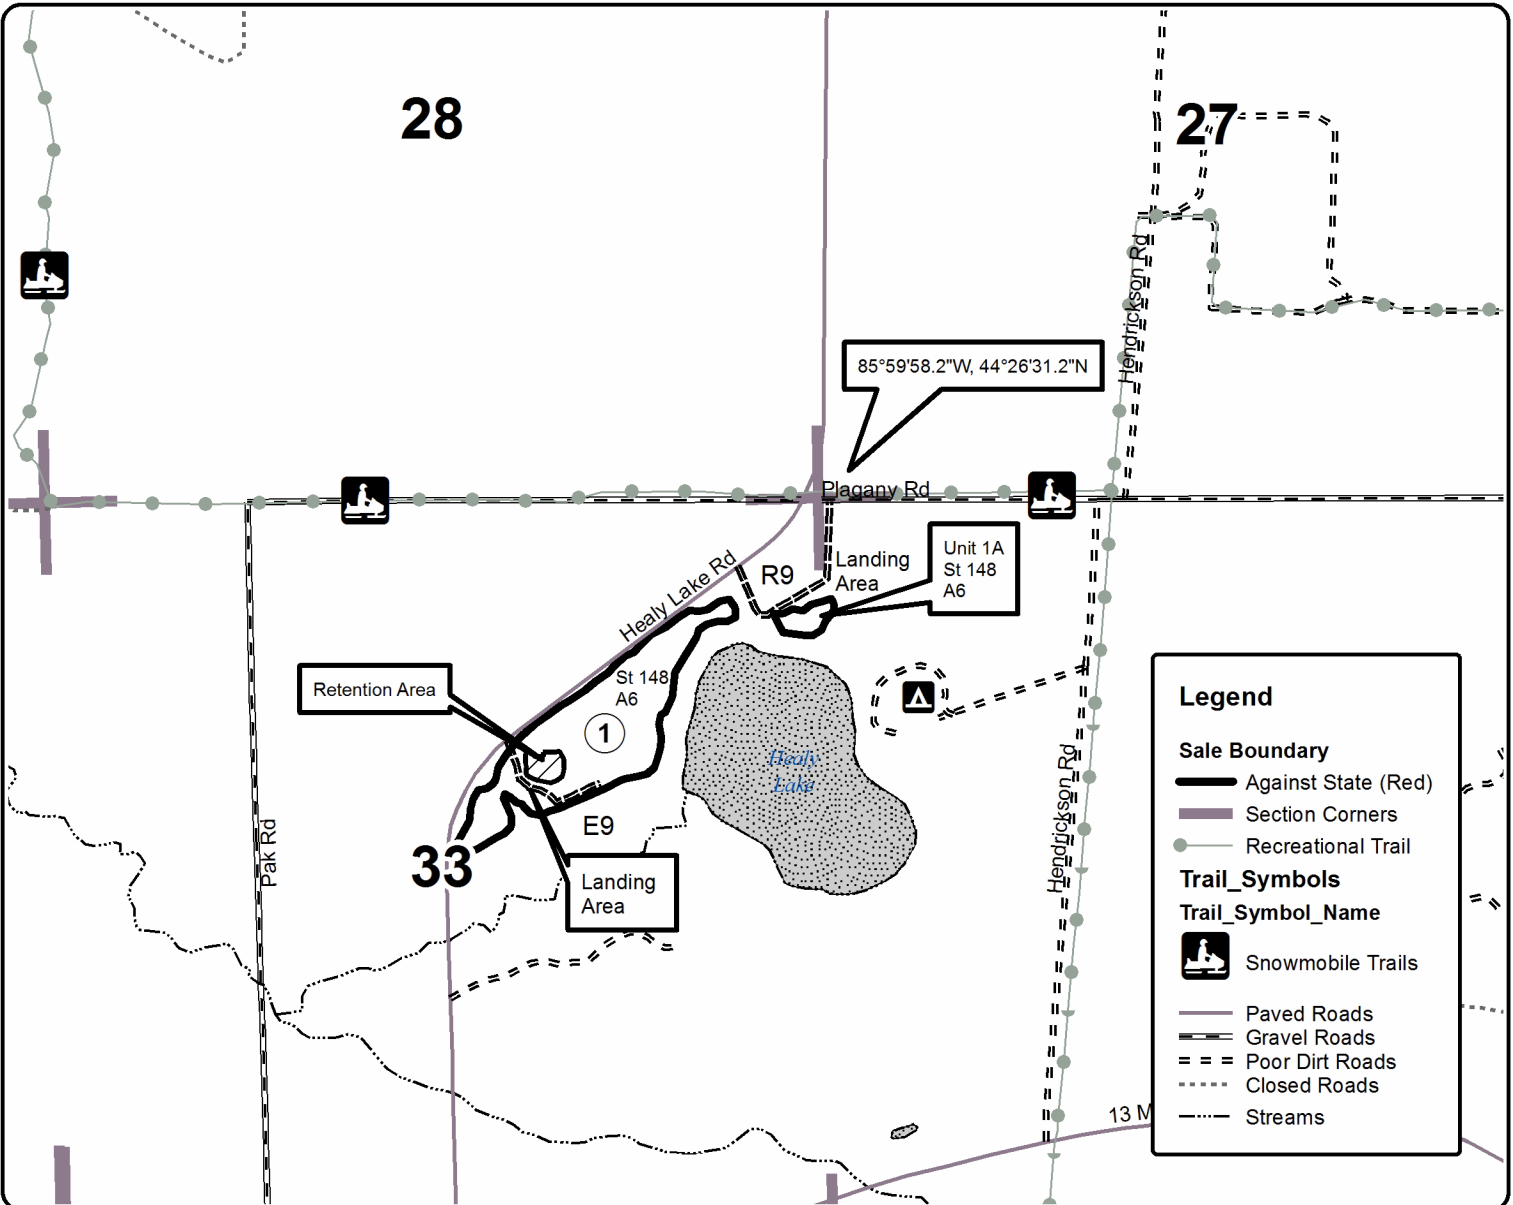 28
27
Hendrickson Rd
85°59'58.2"W, 44°26'31.2"N
Plagany Rd
Healy Lake Rd
R9
Landing
Area
Unit 1A
St 148
A6
Retention Area
St 148
A6
1
Healy
Lake
E9
33
Landing
Area
Pak Rd
Hendrickson Rd
13 M
Legend
Sale Boundary
Against State (Red)
Section Corners
Recreational Trail
Trail_Symbols
Trail_Symbol_Name
Snowmobile Trails
Paved Roads
Gravel Roads
Poor Dirt Roads
Closed Roads
Streams